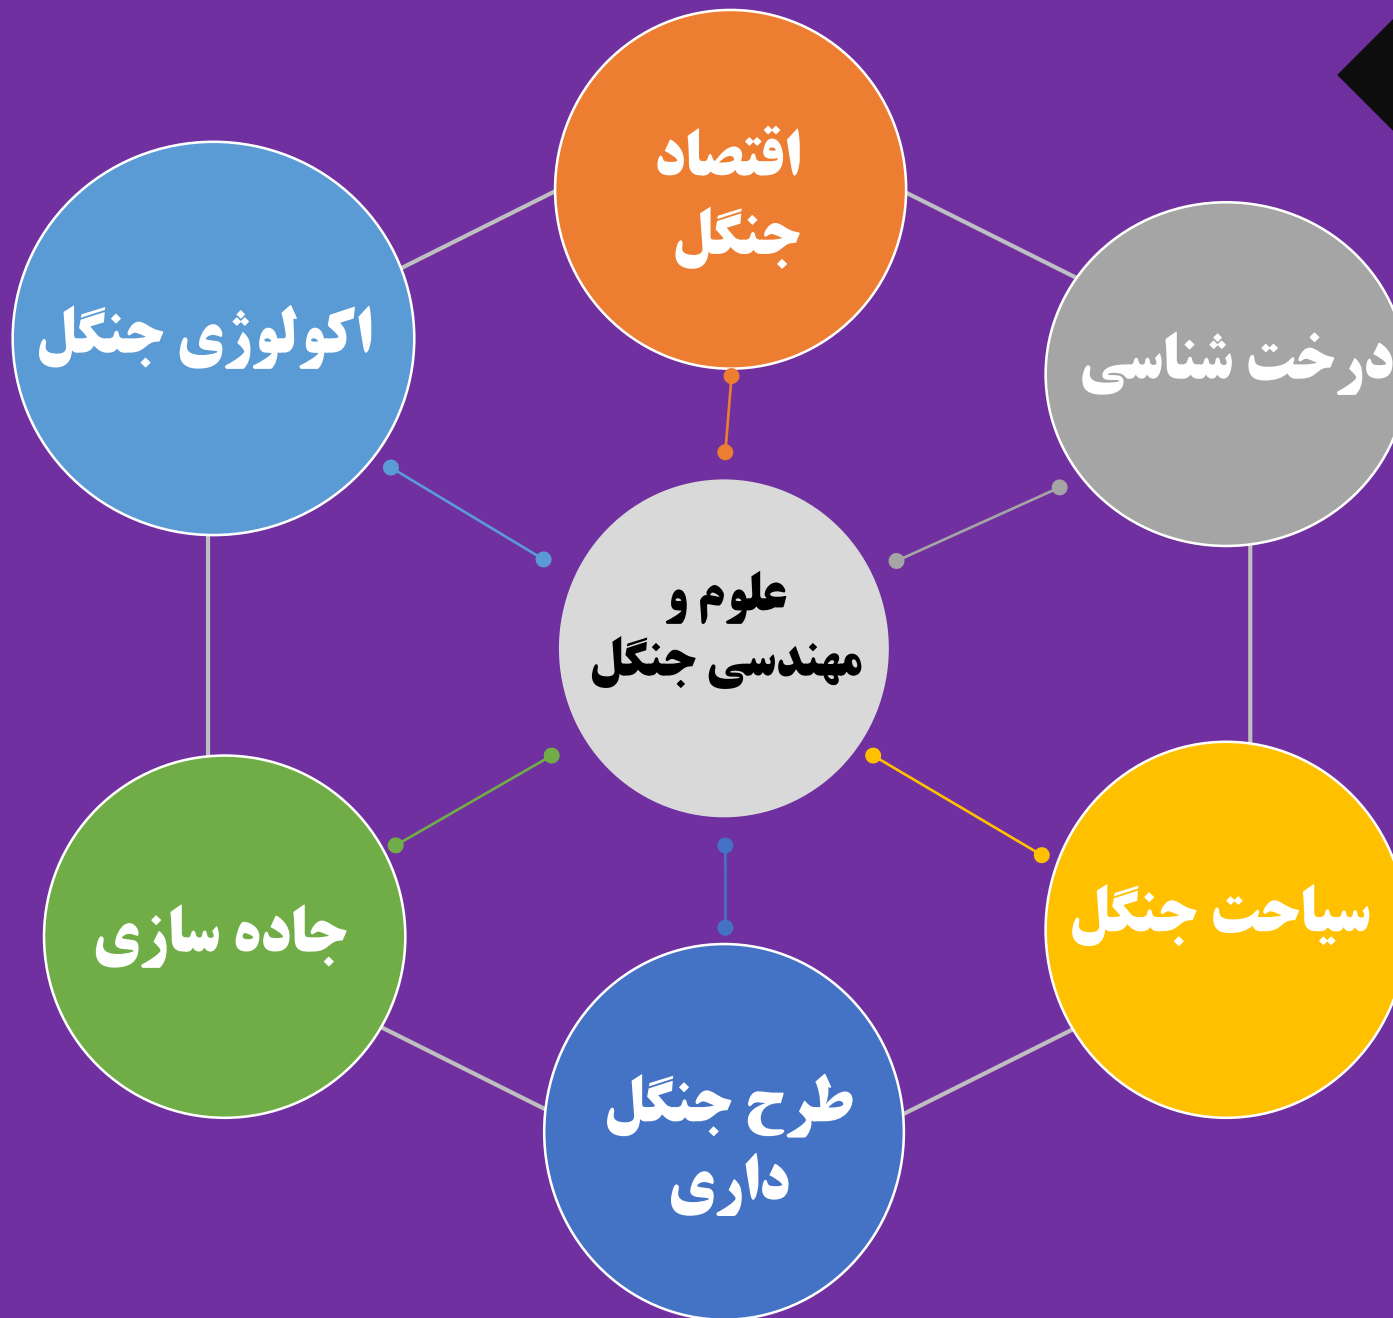 اقتصاد
جنگل
درخت شناسی
اکولوژی جنگل
علوم و
مهندسی جنگل
سیاحت جنگل
جاده سازی
طرح جنگل
داری